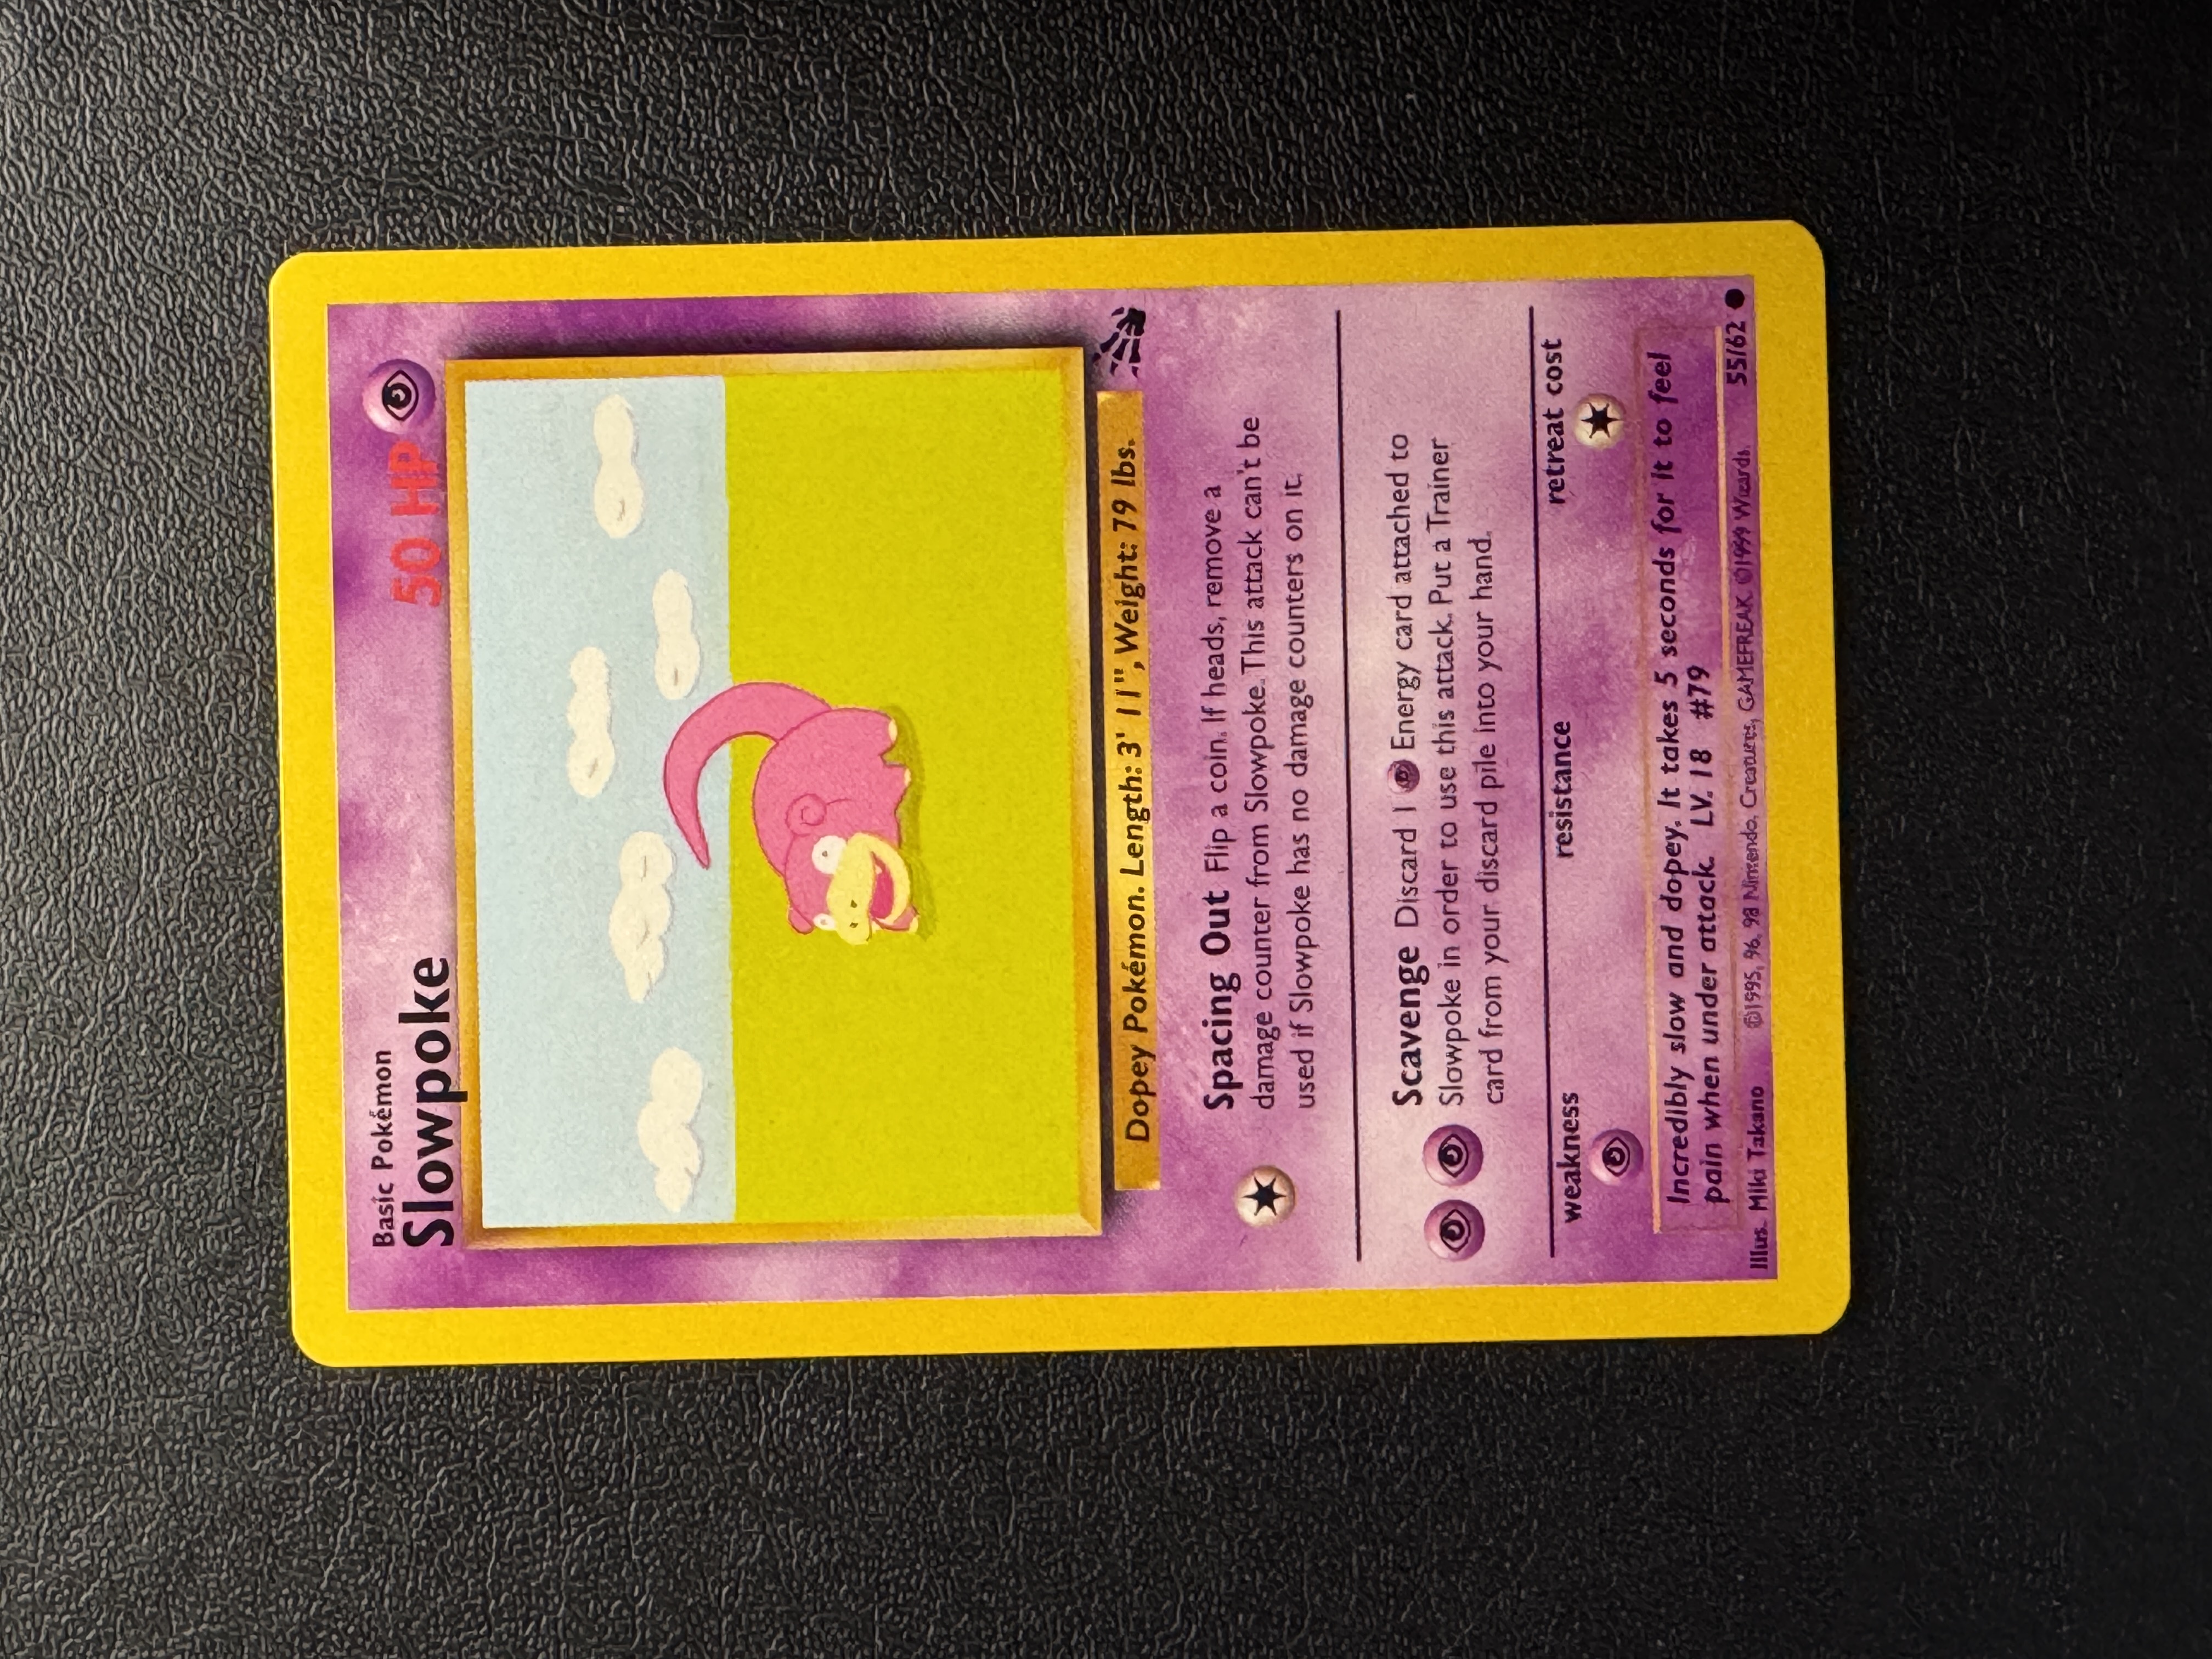 Basic Pokémon
Slowpoke
50 HP
Dopey Pokémon. Length: 3' 11", Weight: 79 lbs.
Spacing Out Flip a coin. If heads, remove a
damage counter from Slowpoke. This attack can't be
used if Slowpoke has no damage counters on it.
Scavenge Discard 1 Energy card attached to
Slowpoke in order to use this attack. Put a Trainer
card from your discard pile into your hand.
weakness
resistance
retreat cost
Incredibly slow and dopey. It takes 5 seconds for it to feel
pain when under attack. LV. 18 #79
Illus. Miki Takano
©1995, 96, 98 Nintendo, Creatures, GAMEFREAK. ©1999 Wizards.
55/62